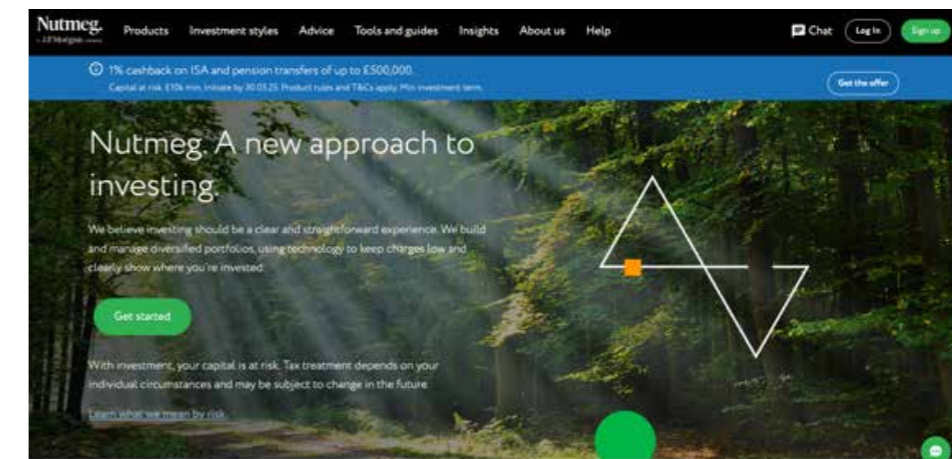 Nutmeg.
Products Investment styles Advice Tools and guides Insights About us Help Chat Log In Sign up
1% cashback on ISA and pension transfers of up to £500,000.
Capital at risk. £10k min. Initiate by 30.03.25. Product rules and T&Cs apply. Min investment term.
Get the offer
Nutmeg. A new approach to
investing.
We believe investing should be a clear and straightforward experience. We build
and manage diversified portfolios, using technology to keep charges low and
clearly show where you're invested.
Get started
With investment, your capital is at risk. Tax treatment depends on your
individual circumstances and may be subject to change in the future.
Learn what we mean by risk.